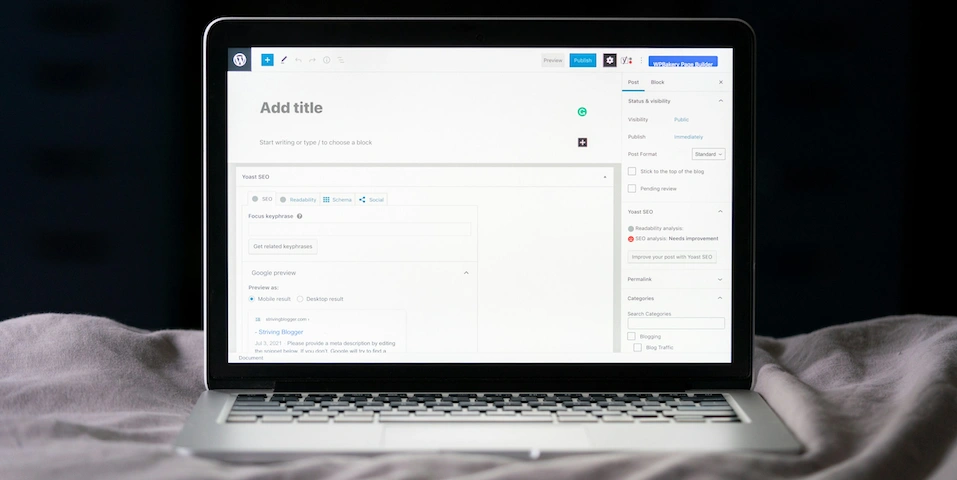 Preview
Publish
WPBakery Page Builder
Add title
Start writing or type / to choose a block
Post
Block
Status & visibility
Visibility
Public
Publish
Immediately
Post Format
Standard
Stick to the top of the blog
Pending review
Yoast SEO
Readability analysis:
SEO analysis: Needs improvement
Improve your post with Yoast SEO
Permalink
Categories
Search Categories
Blogging
Blog Traffic
Yoast SEO
SEO
Readability
Schema
Social
Focus keyphrase
Get related keyphrases
Google preview
Preview as:
Mobile result
Desktop result
strivingblogger.com ›
- Striving Blogger
Jul 3, 2021 · Please provide a meta description by editing
the snippet below. If you don't, Google will try to find a
Document